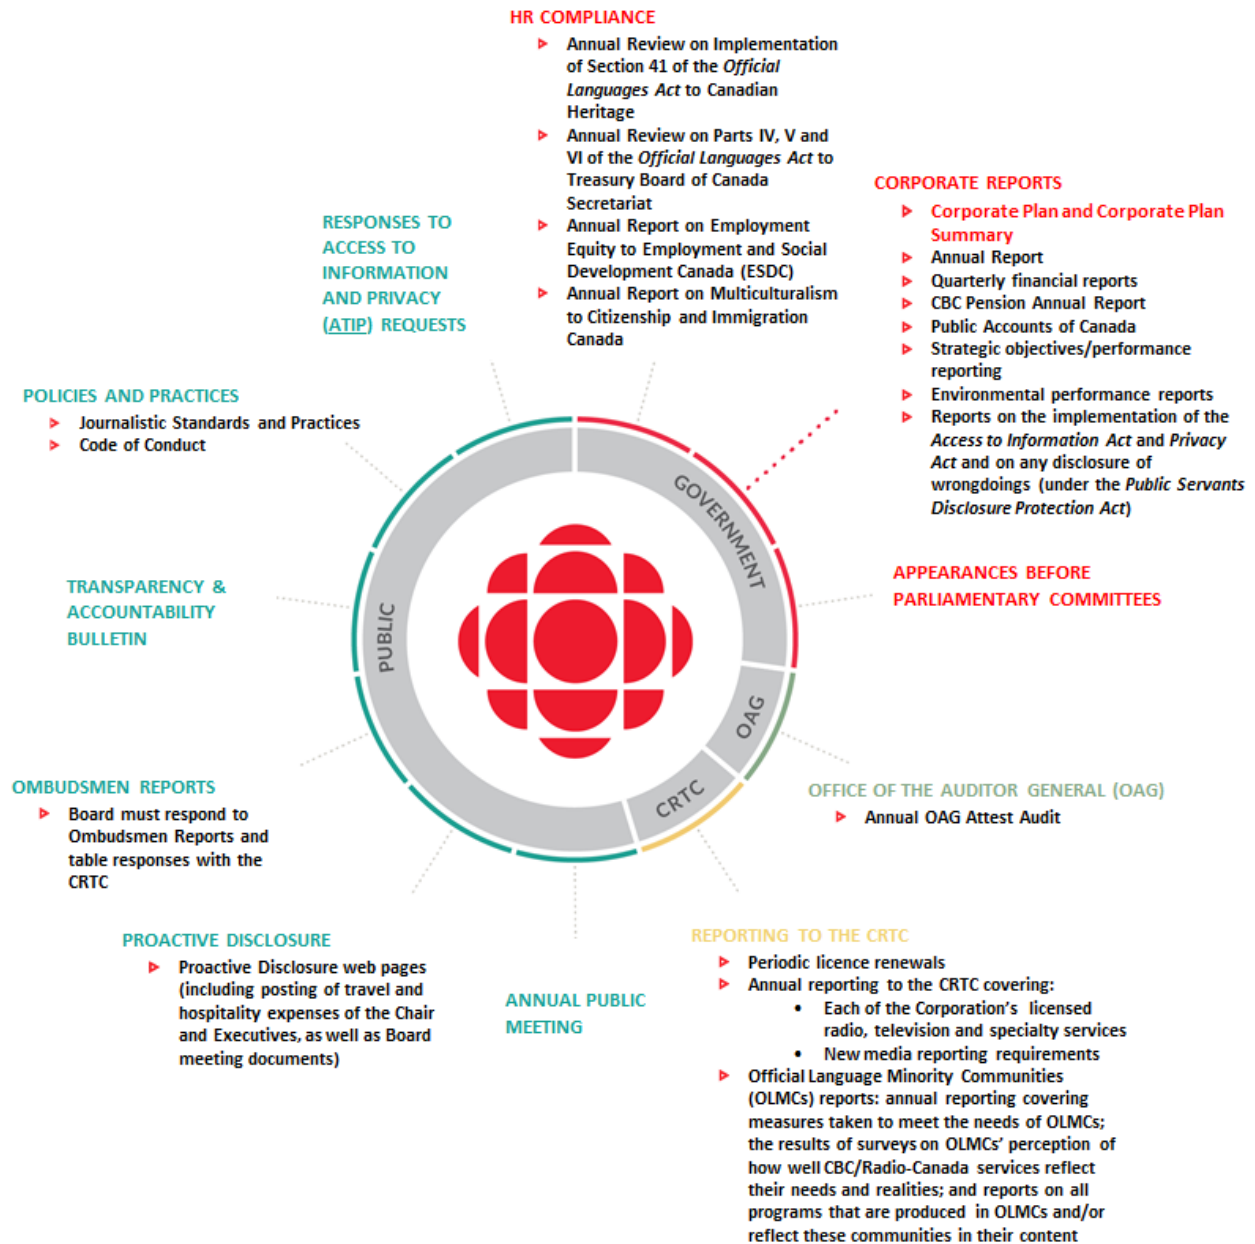 HR COMPLIANCE
Annual Review on Implementation
of Section 41 of the Official
Languages Act to Canadian
Heritage
Annual Review on Parts IV, V and
VI of the Official Languages Act to
Treasury Board of Canada
Secretariat
Annual Report on Employment
Equity to Employment and Social
Development Canada (ESDC)
Annual Report on Multiculturalism
to Citizenship and Immigration
Canada
CORPORATE REPORTS
Corporate Plan and Corporate Plan
Summary
Annual Report
Quarterly financial reports
CBC Pension Annual Report
Public Accounts of Canada
Strategic objectives/performance
reporting
Environmental performance reports
Reports on the implementation of the
Access to Information Act and Privacy
Act and on any disclosure of
wrongdoings (under the Public Servants
Disclosure Protection Act)
APPEARANCES BEFORE
PARLIAMENTARY COMMITTEES
OFFICE OF THE AUDITOR GENERAL (OAG)
Annual OAG Attest Audit
REPORTING TO THE CRTC
Periodic licence renewals
Annual reporting to the CRTC covering:
• Each of the Corporation's licensed
radio, television and specialty services
• New media reporting requirements
Official Language Minority Communities
(OLMCs) reports: annual reporting covering
measures taken to meet the needs of OLMCs;
the results of surveys on OLMCs' perception of
how well CBC/Radio-Canada services reflect
their needs and realities; and reports on all
programs that are produced in OLMCs and/or
reflect these communities in their content
ANNUAL PUBLIC
MEETING
PROACTIVE DISCLOSURE
Proactive Disclosure web pages
(including posting of travel and
hospitality expenses of the Chair
and Executives, as well as Board
meeting documents)
OMBUDSMEN REPORTS
Board must respond to
Ombudsmen Reports and
table responses with the
CRTC
TRANSPARENCY &
ACCOUNTABILITY
BULLETIN
POLICIES AND PRACTICES
Journalistic Standards and Practices
Code of Conduct
RESPONSES TO
ACCESS TO
INFORMATION
AND PRIVACY
(ATIP) REQUESTS
GOVERNMENT
OAG
CRTC
PUBLIC